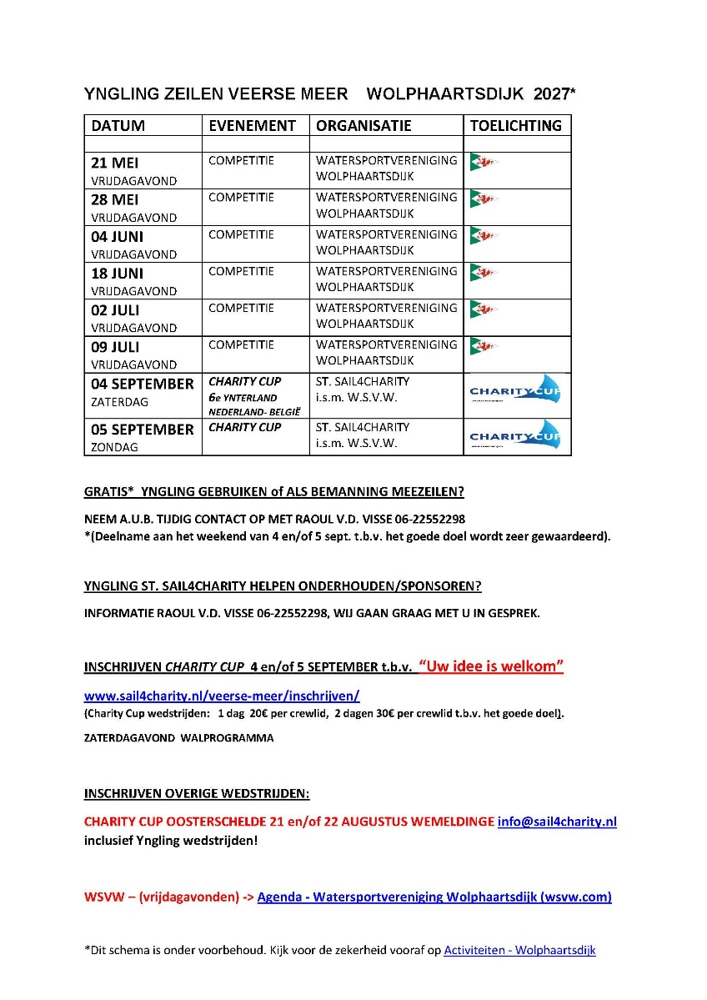 YNGLING ZEILEN VEERSE MEER WOLPHAARTSDIJK 2027*
DATUM EVENEMENT ORGANISATIE TOELICHTING
21 MEI COMPETITIE WATERSPORTVERENIGING
VRIJDAGAVOND WOLPHAARTSDIJK
28 MEI COMPETITIE WATERSPORTVERENIGING
VRIJDAGAVOND WOLPHAARTSDIJK
04 JUNI COMPETITIE WATERSPORTVERENIGING
VRIJDAGAVOND WOLPHAARTSDIJK
18 JUNI COMPETITIE WATERSPORTVERENIGING
VRIJDAGAVOND WOLPHAARTSDIJK
02 JULI COMPETITIE WATERSPORTVERENIGING
VRIJDAGAVOND WOLPHAARTSDIJK
09 JULI COMPETITIE WATERSPORTVERENIGING
VRIJDAGAVOND WOLPHAARTSDIJK
04 SEPTEMBER CHARITY CUP ST. SAIL4CHARITY CHARITYCUP
ZATERDAG 6e YNTERLAND i.s.m. W.S.V.W.
NEDERLAND- BELGIË
05 SEPTEMBER CHARITY CUP ST. SAIL4CHARITY CHARITYCUP
ZONDAG i.s.m. W.S.V.W.
GRATIS* YNGLING GEBRUIKEN of ALS BEMANNING MEEZEILEN?
NEEM A.U.B. TIJDIG CONTACT OP MET RAOUL V.D. VISSE 06-22552298
*(Deelname aan het weekend van 4 en/of 5 sept. t.b.v. het goede doel wordt zeer gewaardeerd).
YNGLING ST. SAIL4CHARITY HELPEN ONDERHOUDEN/SPONSOREN?
INFORMATIE RAOUL V.D. VISSE 06-22552298, WIJ GAAN GRAAG MET U IN GESPREK.
INSCHRIJVEN CHARITY CUP 4 en/of 5 SEPTEMBER t.b.v. “Uw idee is welkom”
www.sail4charity.nl/veerse-meer/inschrijven/
(Charity Cup wedstrijden: 1 dag 20€ per crewlid, 2 dagen 30€ per crewlid t.b.v. het goede doel).
ZATERDAGAVOND WALPROGRAMMA
INSCHRIJVEN OVERIGE WEDSTRIJDEN:
CHARITY CUP OOSTERSCHELDE 21 en/of 22 AUGUSTUS WEMELDINGE info@sail4charity.nl
inclusief Yngling wedstrijden!
WSVW – (vrijdagavonden) -> Agenda - Watersportvereniging Wolphaartsdijk (wsvw.com)
*Dit schema is onder voorbehoud. Kijk voor de zekerheid vooraf op Activiteiten - Wolphaartsdijk